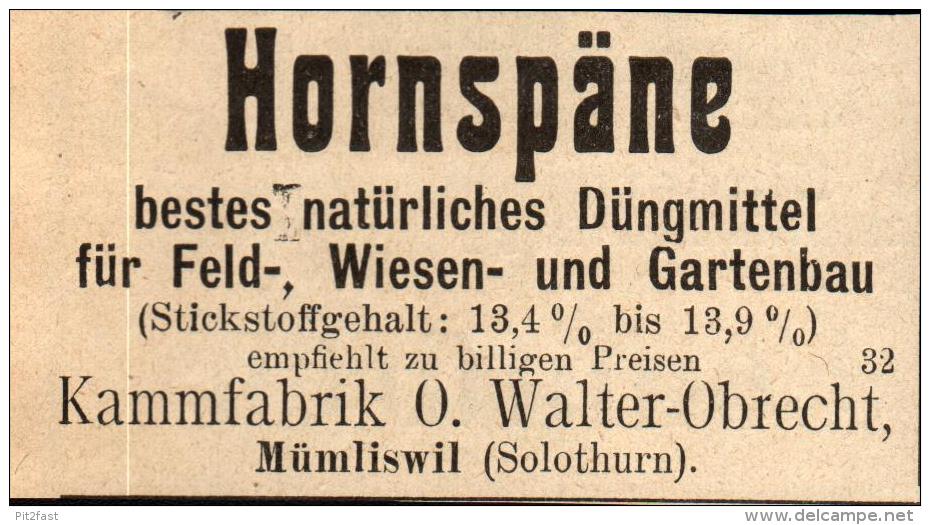 Hornspäne
bestes natürliches Düngmittel
für Feld-, Wiesen- und Gartenbau
(Stickstoffgehalt: 13,4 % bis 13,9 %)
empfiehlt zu billigen Preisen 32
Kammfabrik O. Walter-Obrecht,
Mümliswil (Solothurn).
Pit2fast
www.delcampe.net